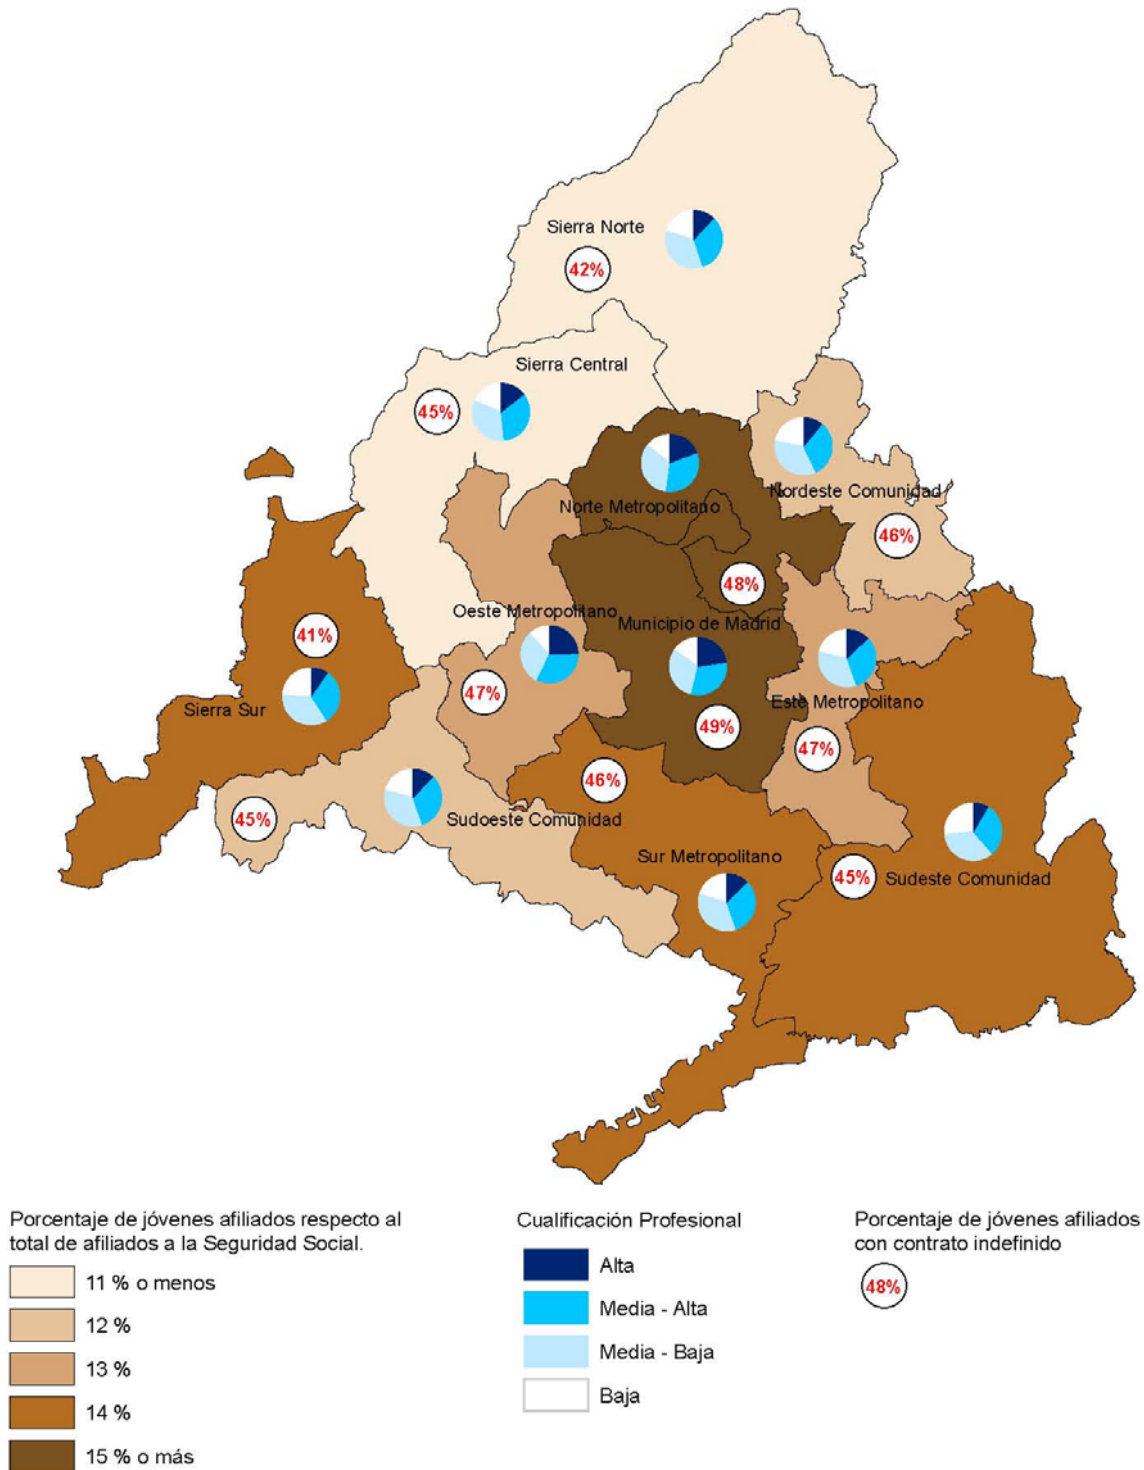 Sierra Norte
42%
Sierra Central
45%
Nordeste Comunidad
Norte Metropolitano
46%
48%
Oeste Metropolitano
Municipio de Madrid
41%
47%
Este Metropolitano
Sierra Sur
49%
47%
46%
45%
Sudoeste Comunidad
Sur Metropolitano
45%
Sudeste Comunidad
Porcentaje de jóvenes afiliados respecto al
total de afiliados a la Seguridad Social.
11 % o menos
12 %
13 %
14 %
15 % o más
Cualificación Profesional
Alta
Media - Alta
Media - Baja
Baja
Porcentaje de jóvenes afiliados
con contrato indefinido
48%